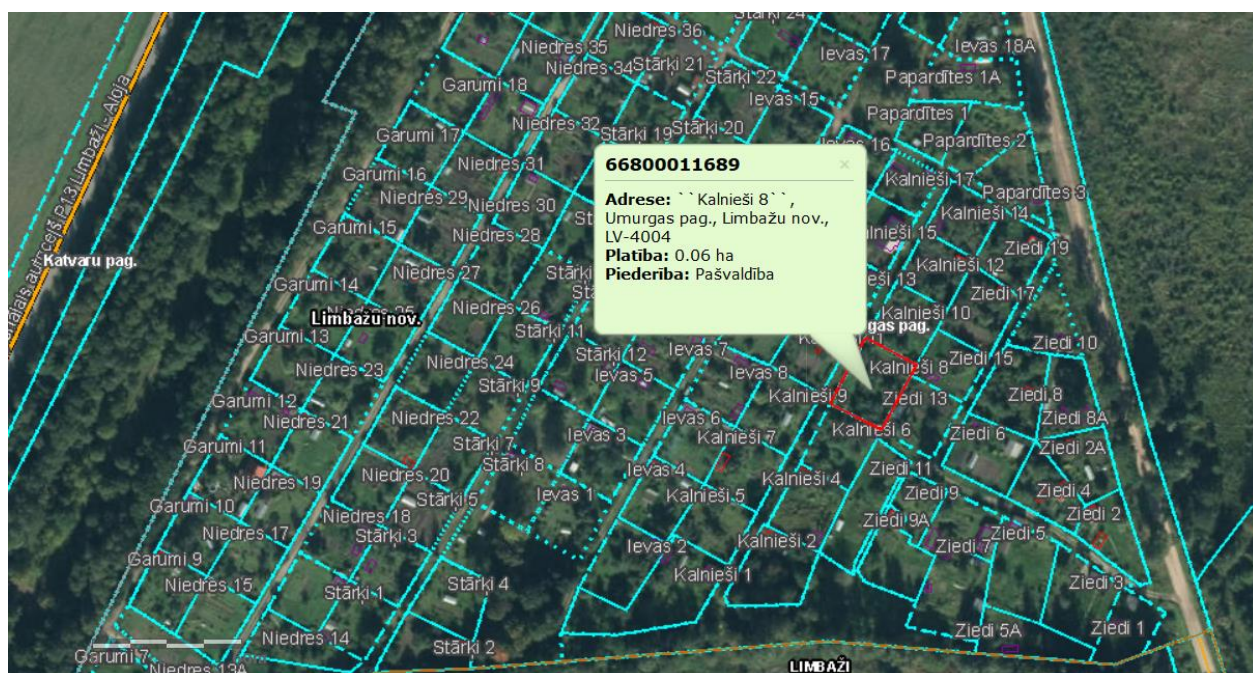 Stārķi 24
Niedres 36
Ievas 18A
Niedres 35
Ievas 17
Niedres 34
Stārķi 21
Stārķi 22
Papardītes 1A
Garumi 18
Ievas 15
Papardītes 1
Niedres 32
Stārķi 19
Stārķi 20
Garumi 17
Ievas 16
Papardītes 2
66800011689
×
Niedres 31
Garumi 16
Kalnieši 17
Papardītes 3
Adrese: ``Kalnieši 8``,
Umurgas pag., Limbažu nov.,
LV-4004
Platība: 0.06 ha
Piederība: Pašvaldība
Niedres 29
Niedres 30
Kalnieši 14
Garumi 15
Niedres 28
Ziedi 19
Katvaru pag.
P13 Limbaži - Aloja
Kalnieši 12
Niedres 27
Garumi 14
Ziedi 17
Limbažu nov.
Niedres 26
Kalnieši 10
Garumi 13
Stārķi 11
gas pag.
Ziedi 10
Niedres 24
Stārķi 12
Ievas 7
Ziedi 15
Niedres 23
Stārķi 9
Ievas 5
Ievas 8
Kalnieši 8
Garumi 12
Kalnieši 9
Ziedi 13
Ziedi 8
Niedres 21
Niedres 22
Ievas 6
Ziedi 8A
Garumi 11
Stārķi 7
Ievas 3
Kalnieši 7
Kalnieši 6
Ziedi 6
Ziedi 2A
Niedres 19
Niedres 20
Stārķi 8
Ievas 4
Kalnieši 4
Ziedi 11
Garumi 10
Stārķi 5
Ievas 1
Kalnieši 5
Ziedi 9
Ziedi 4
Niedres 18
Ziedi 2
Niedres 17
Stārķi 3
Ievas 2
Kalnieši 2
Ziedi 9A
Ziedi 7
Ziedi 5
Garumi 9
Niedres 15
Stārķi 1
Stārķi 4
Kalnieši 1
Ziedi 3
Niedres 14
Stārķi 2
Ziedi 5A
Ziedi 1
Garumi 7
Niedres 13A
LIMBAŽI